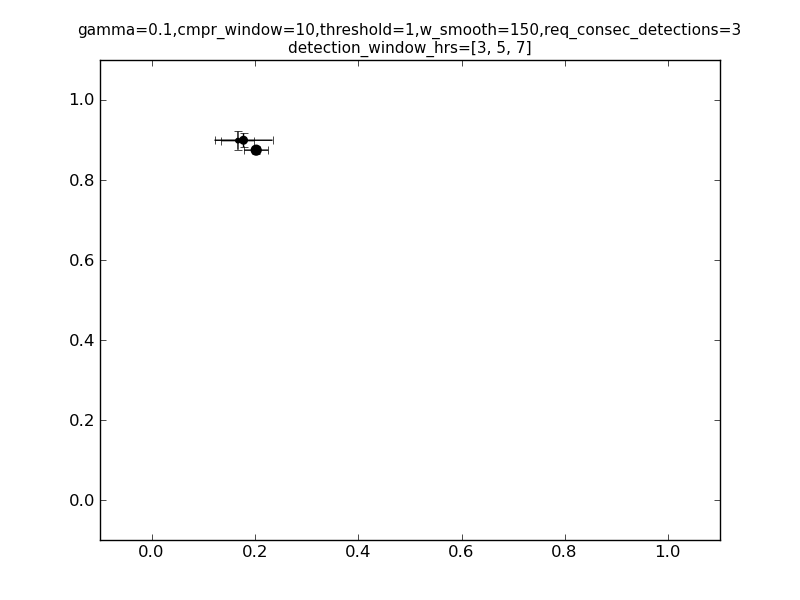 gamma=0.1,cmpr_window=10,threshold=1,w_smooth=150,req_consec_detections=3
detection_window_hrs=[3, 5, 7]
1.0
0.8
0.6
0.4
0.2
0.0
0.0 0.2 0.4 0.6 0.8 1.0